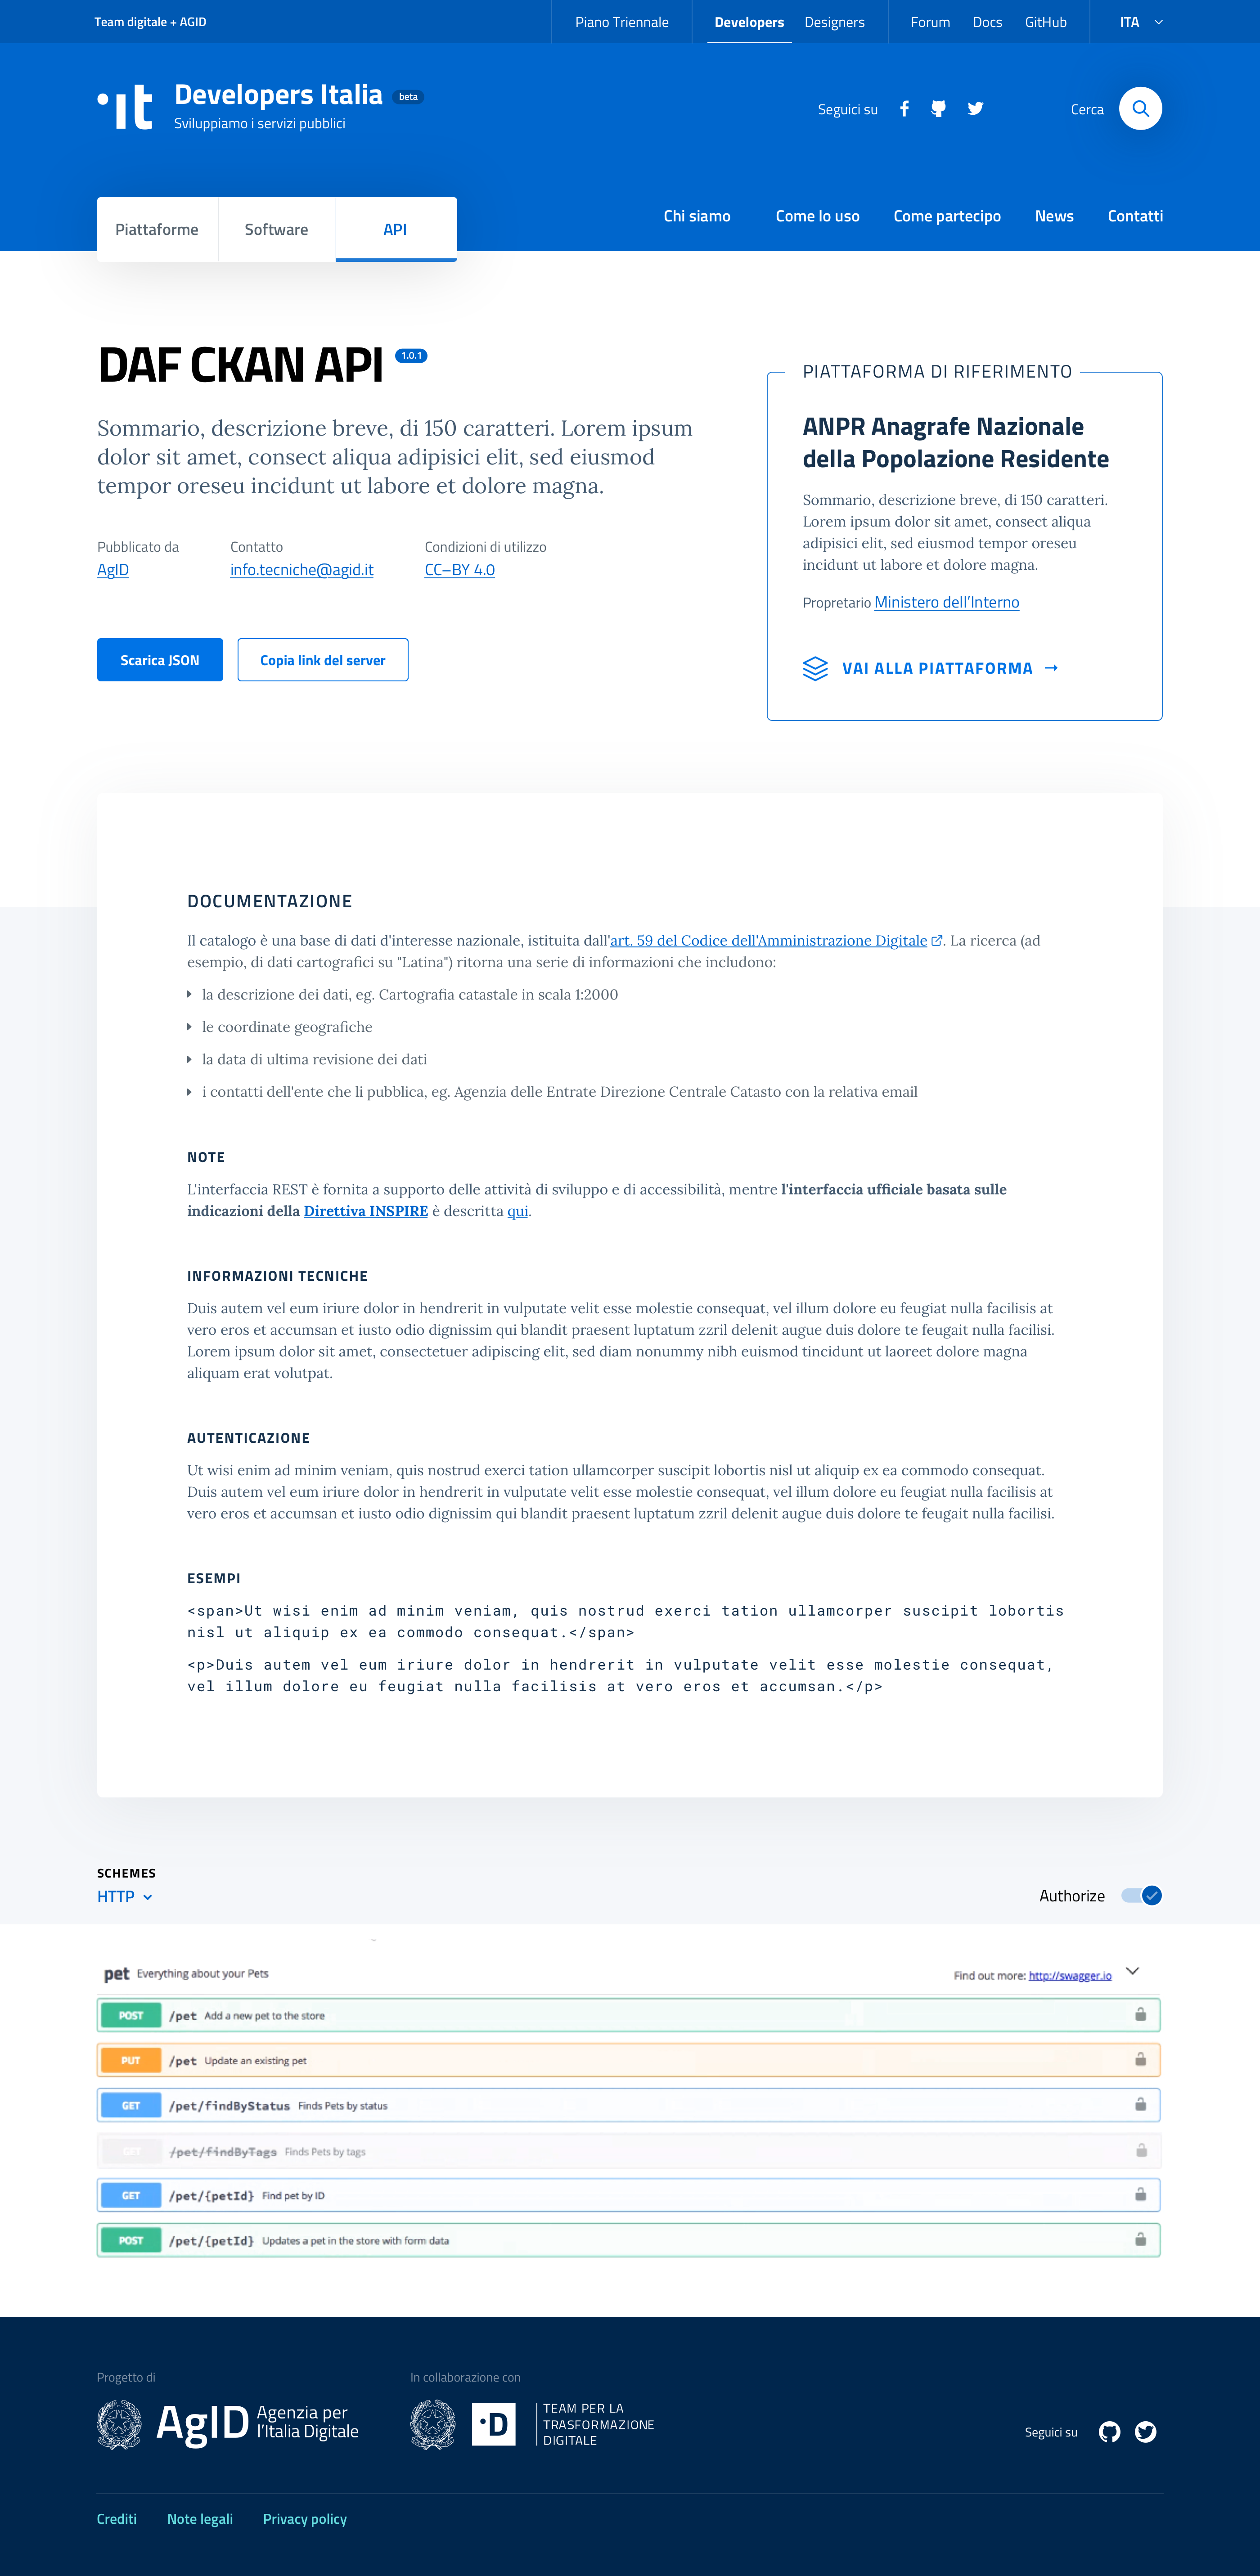 Team digitale + AGID
Piano Triennale
Developers
Designers
Forum
Docs
GitHub
ITA
·ıt
Developers Italia
beta
Sviluppiamo i servizi pubblici
Seguici su
Cerca
Piattaforme
Software
API
Chi siamo
Come lo uso
Come partecipo
News
Contatti
DAF CKAN API
1.0.1
Sommario, descrizione breve, di 150 caratteri. Lorem ipsum
dolor sit amet, consect aliqua adipisici elit, sed eiusmod
tempor oreseu incidunt ut labore et dolore magna.
Pubblicato da
AgID
Contatto
info.tecniche@agid.it
Condizioni di utilizzo
CC–BY 4.0
Scarica JSON
Copia link del server
PIATTAFORMA DI RIFERIMENTO
ANPR Anagrafe Nazionale
della Popolazione Residente
Sommario, descrizione breve, di 150 caratteri.
Lorem ipsum dolor sit amet, consect aliqua
adipisici elit, sed eiusmod tempor oreseu
incidunt ut labore et dolore magna.
Propretario Ministero dell’Interno
VAI ALLA PIATTAFORMA →
DOCUMENTAZIONE
Il catalogo è una base di dati d'interesse nazionale, istituita dall'art. 59 del Codice dell'Amministrazione Digitale. La ricerca (ad
esempio, di dati cartografici su "Latina") ritorna una serie di informazioni che includono:
la descrizione dei dati, eg. Cartografia catastale in scala 1:2000
le coordinate geografiche
la data di ultima revisione dei dati
i contatti dell'ente che li pubblica, eg. Agenzia delle Entrate Direzione Centrale Catasto con la relativa email
NOTE
L'interfaccia REST è fornita a supporto delle attività di sviluppo e di accessibilità, mentre l'interfaccia ufficiale basata sulle
indicazioni della Direttiva INSPIRE è descritta qui.
INFORMAZIONI TECNICHE
Duis autem vel eum iriure dolor in hendrerit in vulputate velit esse molestie consequat, vel illum dolore eu feugiat nulla facilisis at
vero eros et accumsan et iusto odio dignissim qui blandit praesent luptatum zzril delenit augue duis dolore te feugait nulla facilisi.
Lorem ipsum dolor sit amet, consectetuer adipiscing elit, sed diam nonummy nibh euismod tincidunt ut laoreet dolore magna
aliquam erat volutpat.
AUTENTICAZIONE
Ut wisi enim ad minim veniam, quis nostrud exerci tation ullamcorper suscipit lobortis nisl ut aliquip ex ea commodo consequat.
Duis autem vel eum iriure dolor in hendrerit in vulputate velit esse molestie consequat, vel illum dolore eu feugiat nulla facilisis at
vero eros et accumsan et iusto odio dignissim qui blandit praesent luptatum zzril delenit augue duis dolore te feugait nulla facilisi.
ESEMPI
&lt;span&gt;Ut wisi enim ad minim veniam, quis nostrud exerci tation ullamcorper suscipit lobortis
nisl ut aliquip ex ea commodo consequat.&lt;/span&gt;
&lt;p&gt;Duis autem vel eum iriure dolor in hendrerit in vulputate velit esse molestie consequat,
vel illum dolore eu feugiat nulla facilisis at vero eros et accumsan.&lt;/p&gt;
SCHEMES
HTTP
Authorize
pet Everything about your Pets
Find out more: http://swagger.io
POST /pet Add a new pet to the store
PUT /pet Update an existing pet
GET /pet/findByStatus Finds Pets by status
GET /pet/findByTags Finds Pets by tags
GET /pet/{petId} Find pet by ID
POST /pet/{petId} Updates a pet in the store with form data
Progetto di
AgID
Agenzia per
l’Italia Digitale
In collaborazione con
·D
TEAM PER LA
TRASFORMAZIONE
DIGITALE
Seguici su
Crediti
Note legali
Privacy policy